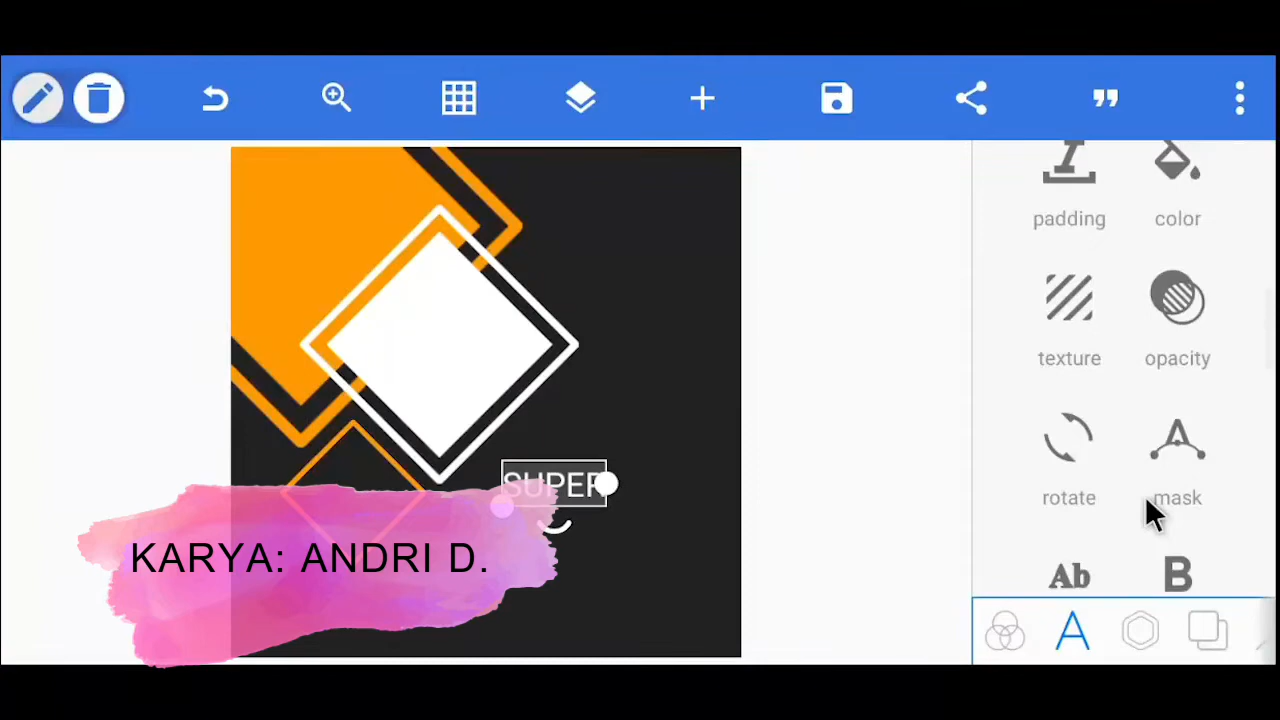 padding color
texture opacity
rotate mask
Ab B
SUPER
KARYA: ANDRI D.